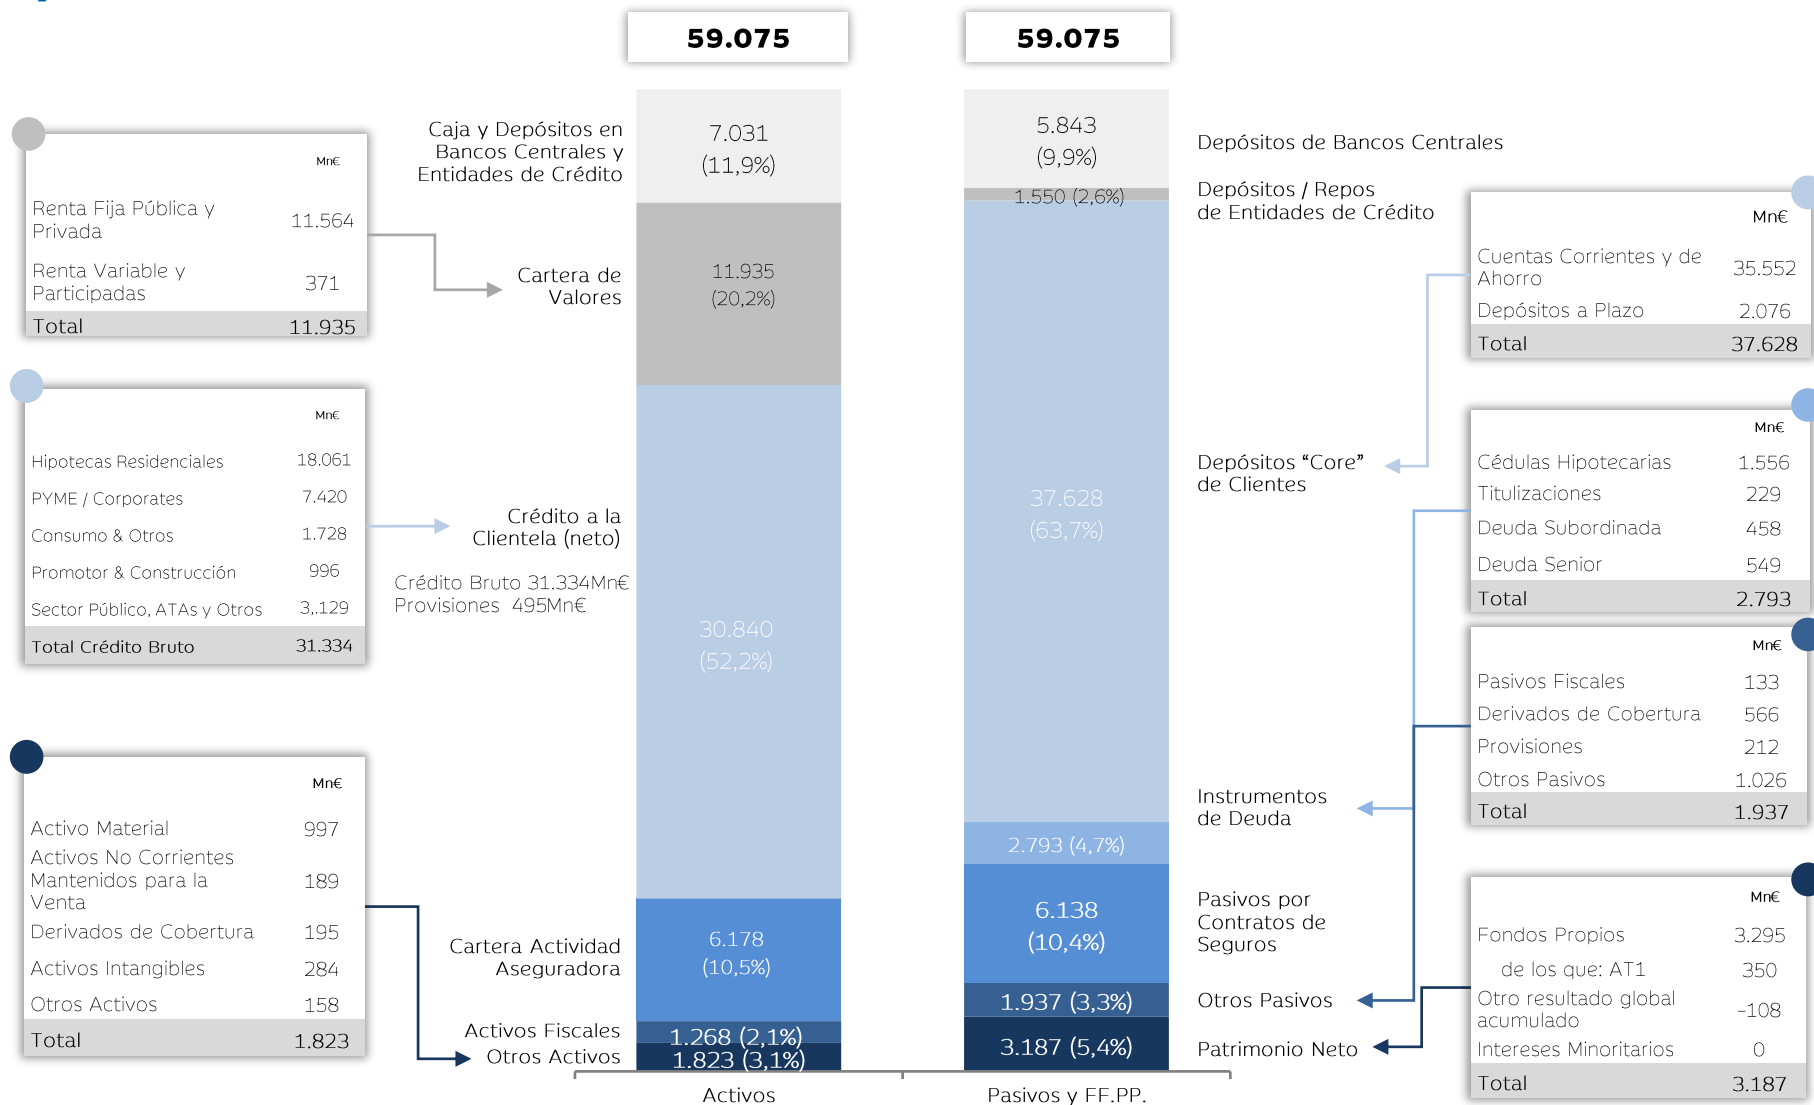 59.075
59.075
Mn€
Renta Fija Pública y
Privada
11.564
Renta Variable y
Participadas
371
Total 11.935
Mn€
Hipotecas Residenciales 18.061
PYME / Corporates 7.420
Consumo & Otros 1.728
Promotor & Construcción 996
Sector Público, ATAs y Otros 3,.129
Total Crédito Bruto 31.334
Mn€
Activo Material 997
Activos No Corrientes
Mantenidos para la
Venta
189
Derivados de Cobertura 195
Activos Intangibles 284
Otros Activos 158
Total 1.823
Caja y Depósitos en
Bancos Centrales y
Entidades de Crédito
Cartera de
Valores
Crédito a la
Clientela (neto)
Crédito Bruto 31.334Mn€
Provisiones 495Mn€
Cartera Actividad
Aseguradora
Activos Fiscales
Otros Activos
7.031
(11,9%)
11.935
(20,2%)
30.840
(52,2%)
6.178
(10,5%)
1.268 (2,1%)
1.823 (3,1%)
Activos
5.843
(9,9%)
1.550 (2,6%)
37.628
(63,7%)
2.793 (4,7%)
6.138
(10,4%)
1.937 (3,3%)
3.187 (5,4%)
Pasivos y FF.PP.
Depósitos de Bancos Centrales
Depósitos / Repos
de Entidades de Crédito
Depósitos “Core”
de Clientes
Instrumentos
de Deuda
Pasivos por
Contratos de
Seguros
Otros Pasivos
Patrimonio Neto
Mn€
Cuentas Corrientes y de
Ahorro
35.552
Depósitos a Plazo 2.076
Total 37.628
Mn€
Cédulas Hipotecarias 1.556
Titulizaciones 229
Deuda Subordinada 458
Deuda Senior 549
Total 2.793
Mn€
Pasivos Fiscales 133
Derivados de Cobertura 566
Provisiones 212
Otros Pasivos 1.026
Total 1.937
Mn€
Fondos Propios 3.295
de los que: AT1 350
Otro resultado global
acumulado
-108
Intereses Minoritarios 0
Total 3.187